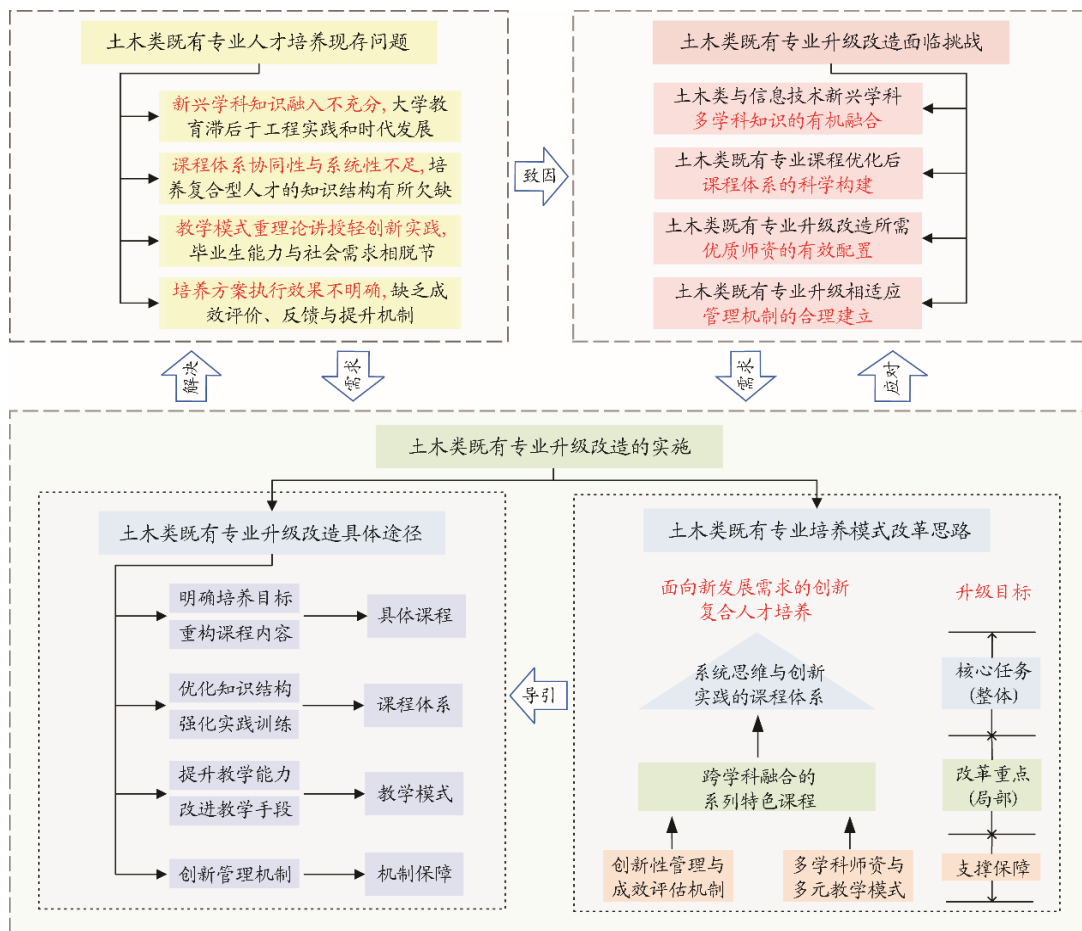 土木类既有专业人才培养现存问题
新兴学科知识融入不充分,大学教
育滞后于工程实践和时代发展
课程体系协同性与系统性不足,培
养复合型人才的知识结构有所欠缺
教学模式重理论讲授轻创新实践,
毕业生能力与社会需求相脱节
培养方案执行效果不明确,缺乏成
效评价、反馈与提升机制
致因
土木类既有专业升级改造面临挑战
土木类与信息技术新兴学科
多学科知识的有机融合
土木类既有专业课程优化后
课程体系的科学构建
土木类既有专业升级改造所需
优质师资的有效配置
土木类既有专业升级相适应
管理机制的合理建立
解决
需求
需求
应对
土木类既有专业升级改造的实施
土木类既有专业升级改造具体途径
明确培养目标
重构课程内容
具体课程
优化知识结构
强化实践训练
课程体系
提升教学能力
改进教学手段
教学模式
创新管理机制
机制保障
导引
土木类既有专业培养模式改革思路
面向新发展需求的创新
复合人才培养
升级目标
系统思维与创新
实践的课程体系
核心任务
(整体)
跨学科融合的
系列特色课程
改革重点
(局部)
创新性管理与
成效评估机制
多学科师资与
多元教学模式
支撑保障